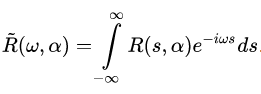 R̃(ω, α) = ∫_{-∞}^{∞} R(s, α)e^{-iωs} ds.